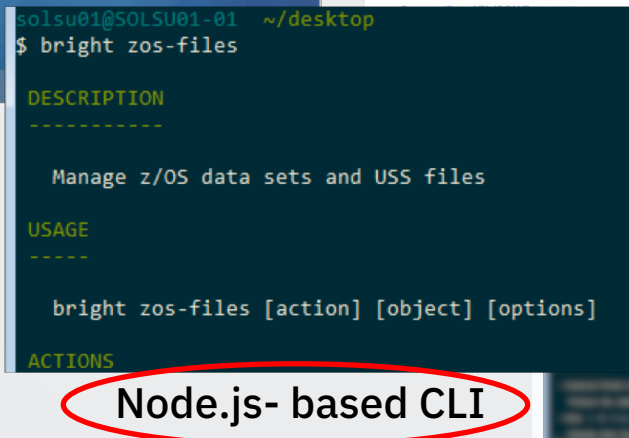 solsu01@SOLSU01-01 ~/desktop
$ bright zos-files
DESCRIPTION
-----------
Manage z/OS data sets and USS files
USAGE
-----
bright zos-files [action] [object] [options]
ACTIONS
Node.js- based CLI